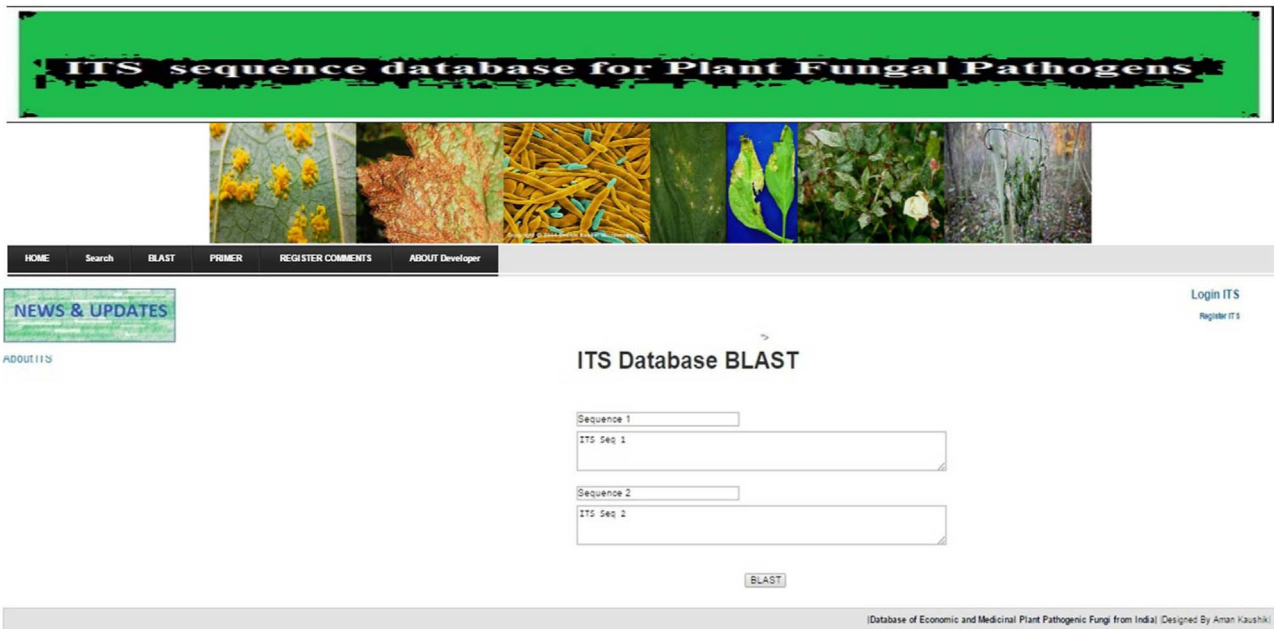 ITS sequence database for Plant Fungal Pathogens
HOME Search BLAST PRIMER REGISTER COMMENTS ABOUT Developer
NEWS & UPDATES
Login ITS
Register ITS
">
About ITS
ITS Database BLAST
Sequence 1
ITS Seq 1
Sequence 2
ITS Seq 2
BLAST
|Database of Economic and Medicinal Plant Pathogenic Fungi from India| |Designed By Aman Kaushik|